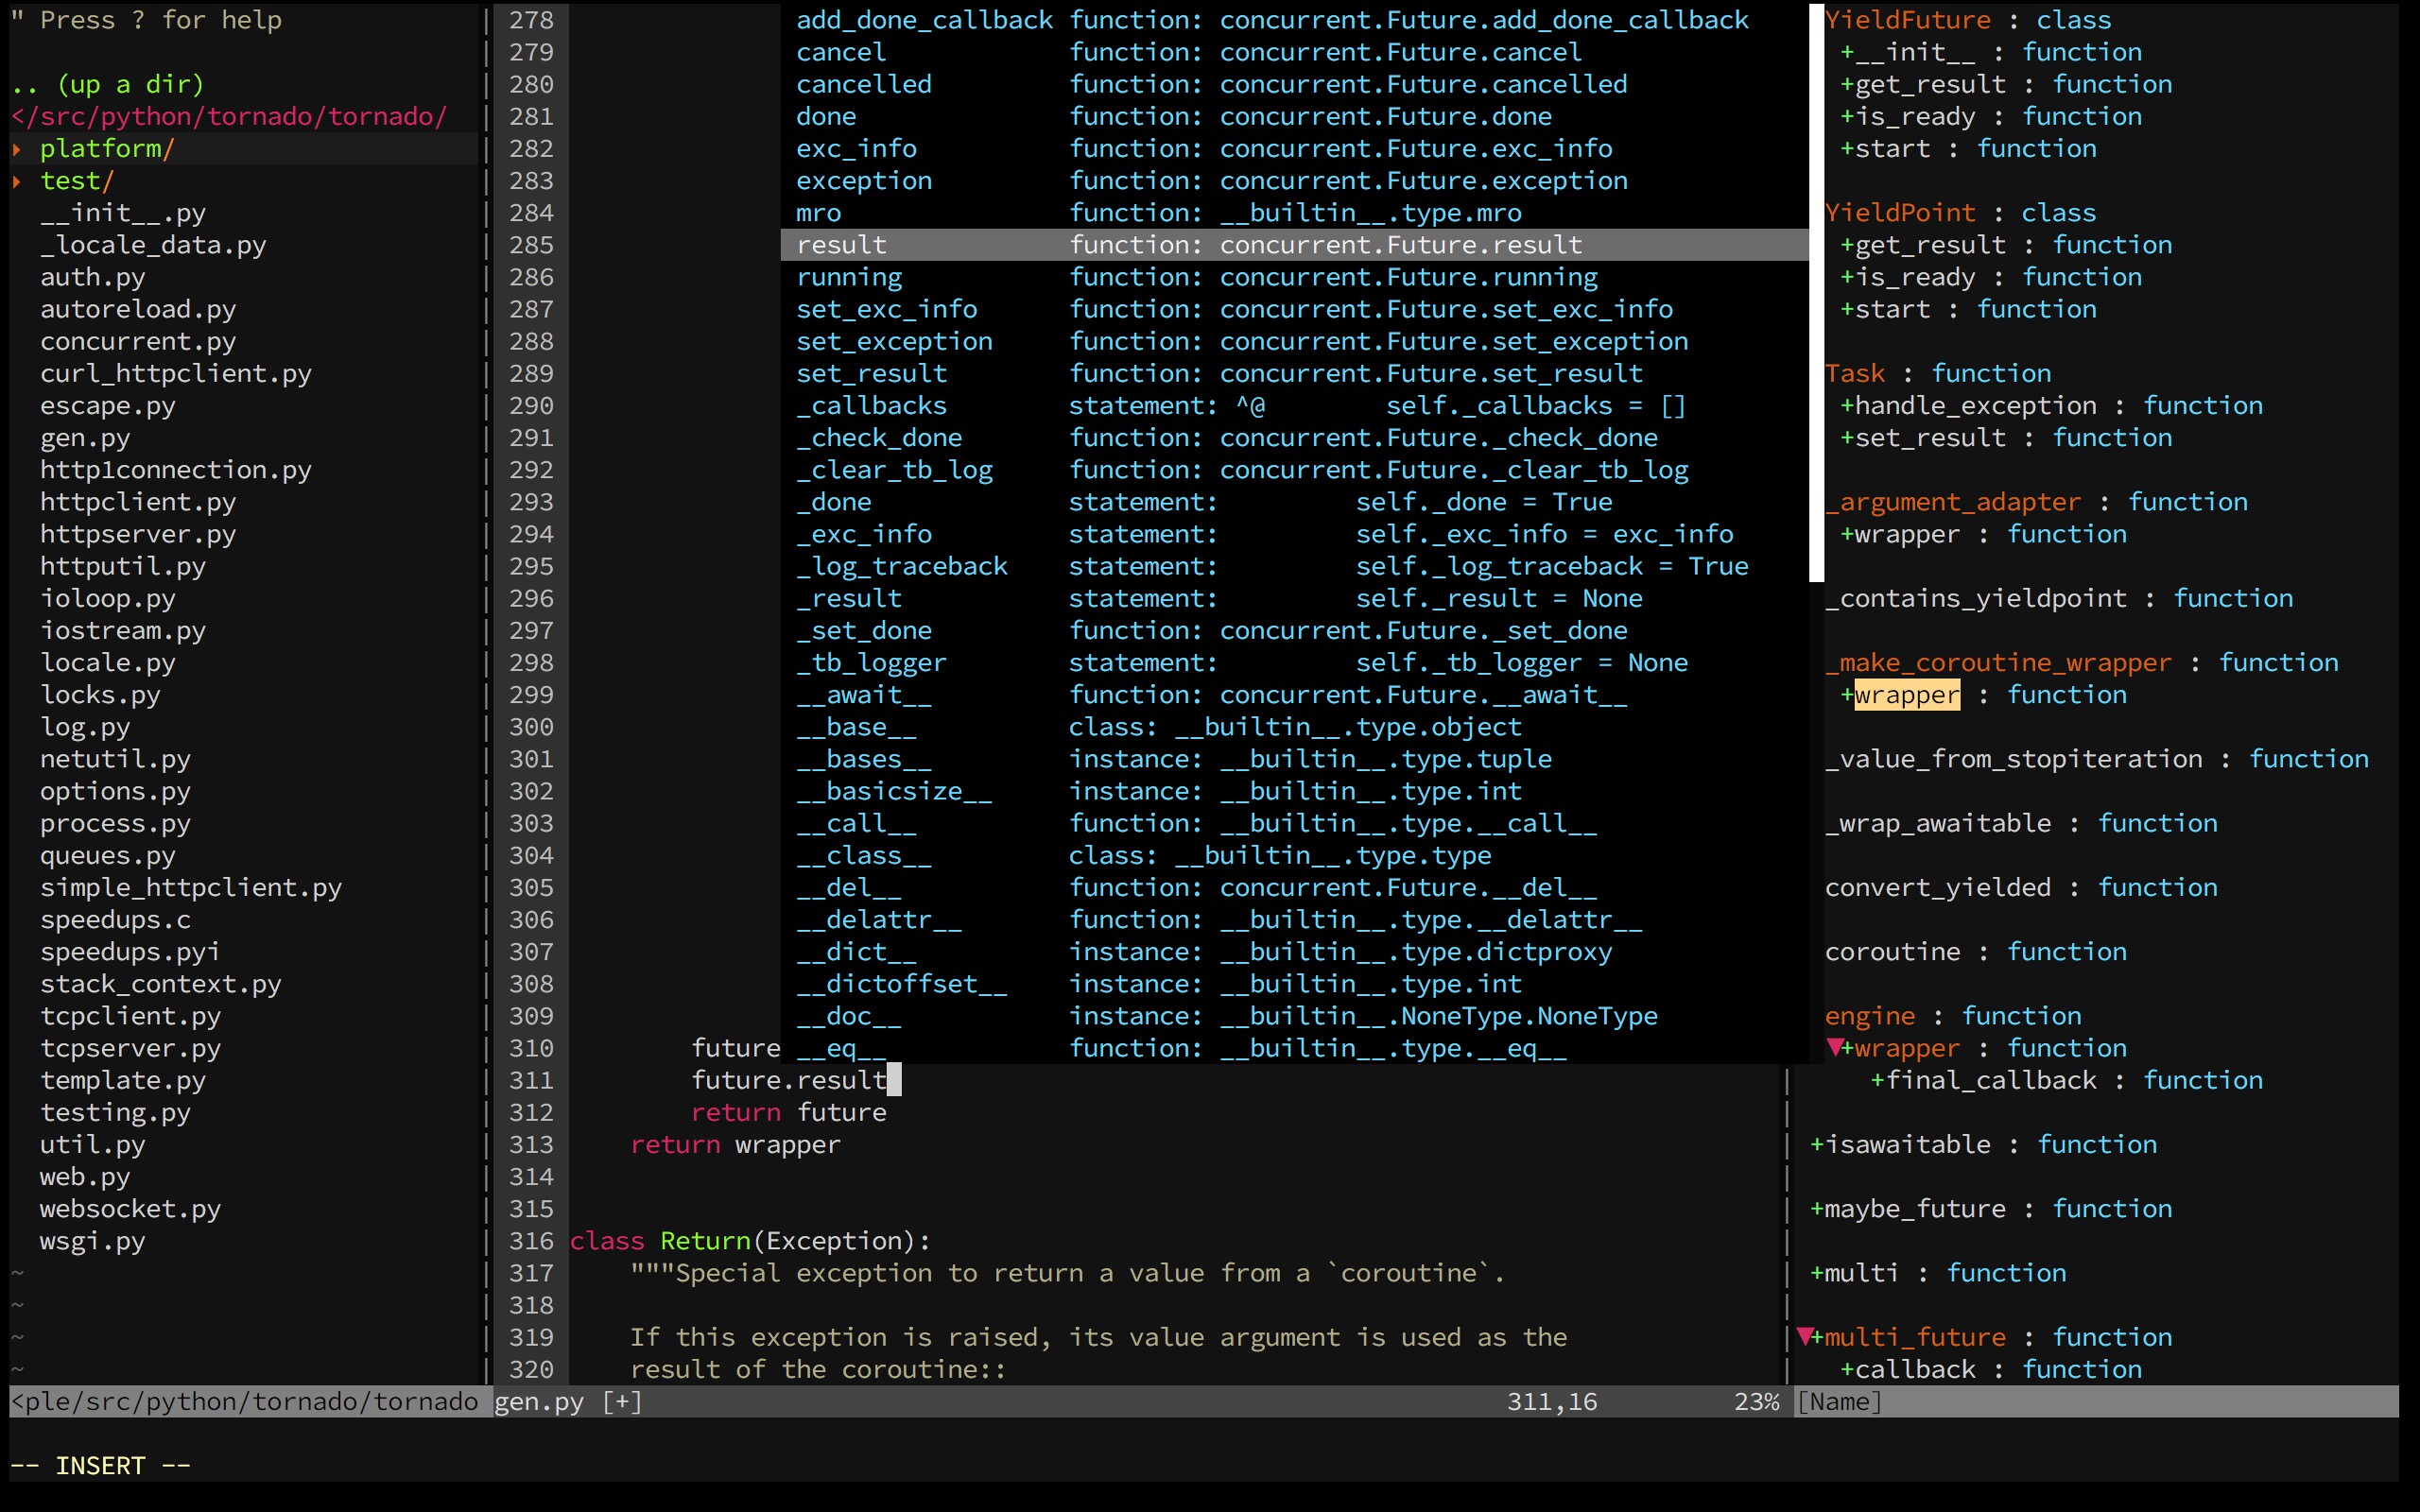 " Press ? for help
.. (up a dir)
</src/python/tornado/tornado/
▸ platform/
▸ test/
__init__.py
_locale_data.py
auth.py
autoreload.py
concurrent.py
curl_httpclient.py
escape.py
gen.py
http1connection.py
httpclient.py
httpserver.py
httputil.py
ioloop.py
iostream.py
locale.py
locks.py
log.py
netutil.py
options.py
process.py
queues.py
simple_httpclient.py
speedups.c
speedups.pyi
stack_context.py
tcpclient.py
tcpserver.py
template.py
testing.py
util.py
web.py
websocket.py
wsgi.py
~
~
~
~
<ple/src/python/tornado/tornado
278 add_done_callback function: concurrent.Future.add_done_callback
279 cancel function: concurrent.Future.cancel
280 cancelled function: concurrent.Future.cancelled
281 done function: concurrent.Future.done
282 exc_info function: concurrent.Future.exc_info
283 exception function: concurrent.Future.exception
284 mro function: __builtin__.type.mro
285 result function: concurrent.Future.result
286 running function: concurrent.Future.running
287 set_exc_info function: concurrent.Future.set_exc_info
288 set_exception function: concurrent.Future.set_exception
289 set_result function: concurrent.Future.set_result
290 _callbacks statement: ^@ self._callbacks = []
291 _check_done function: concurrent.Future._check_done
292 _clear_tb_log function: concurrent.Future._clear_tb_log
293 _done statement: self._done = True
294 _exc_info statement: self._exc_info = exc_info
295 _log_traceback statement: self._log_traceback = True
296 _result statement: self._result = None
297 _set_done function: concurrent.Future._set_done
298 _tb_logger statement: self._tb_logger = None
299 __await__ function: concurrent.Future.__await__
300 __base__ class: __builtin__.type.object
301 __bases__ instance: __builtin__.type.tuple
302 __basicsize__ instance: __builtin__.type.int
303 __call__ function: __builtin__.type.__call__
304 __class__ class: __builtin__.type.type
305 __del__ function: concurrent.Future.__del__
306 __delattr__ function: __builtin__.type.__delattr__
307 __dict__ instance: __builtin__.type.dictproxy
308 __dictoffset__ instance: __builtin__.type.int
309 __doc__ instance: __builtin__.NoneType.NoneType
310 future __eq__ function: __builtin__.type.__eq__
311 future.result
312 return future
313 return wrapper
314
315
316 class Return(Exception):
317 """Special exception to return a value from a `coroutine`.
318
319 If this exception is raised, its value argument is used as the
320 result of the coroutine::
gen.py [+] 311,16 23%
YieldFuture : class
+__init__ : function
+get_result : function
+is_ready : function
+start : function
YieldPoint : class
+get_result : function
+is_ready : function
+start : function
Task : function
+handle_exception : function
+set_result : function
_argument_adapter : function
+wrapper : function
_contains_yieldpoint : function
_make_coroutine_wrapper : function
+wrapper : function
_value_from_stopiteration : function
_wrap_awaitable : function
convert_yielded : function
coroutine : function
engine : function
▼+wrapper : function
+final_callback : function
+isawaitable : function
+maybe_future : function
+multi : function
▼+multi_future : function
+callback : function
[Name]
-- INSERT --